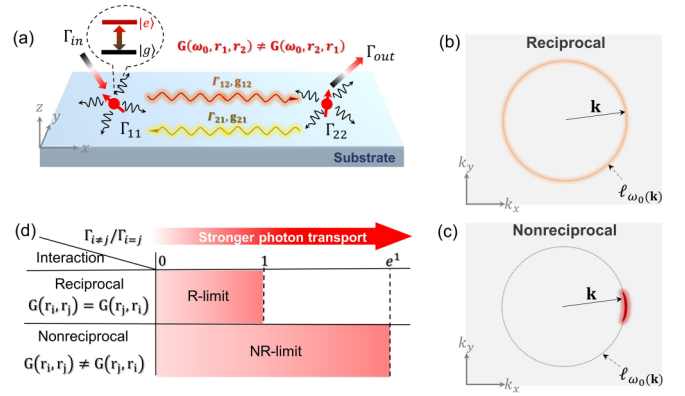 (a)
|e⟩
|g⟩
Γin
G(ω₀, r₁, r₂) ≠ G(ω₀, r₂, r₁)
Γout
Γ₁₂, g₁₂
Γ₂₁, g₂₁
Γ₁₁
Γ₂₂
z
y
x
Substrate
(b)
Reciprocal
k
ky
kx
ℓω₀(k)
(c)
Nonreciprocal
k
ky
kx
ℓω₀(k)
(d)
Γi≠j/Γi=j
Stronger photon transport
Interaction
0
1
e¹
Reciprocal
G(ri, rj) = G(rj, ri)
R-limit
Nonreciprocal
G(ri, rj) ≠ G(rj, ri)
NR-limit